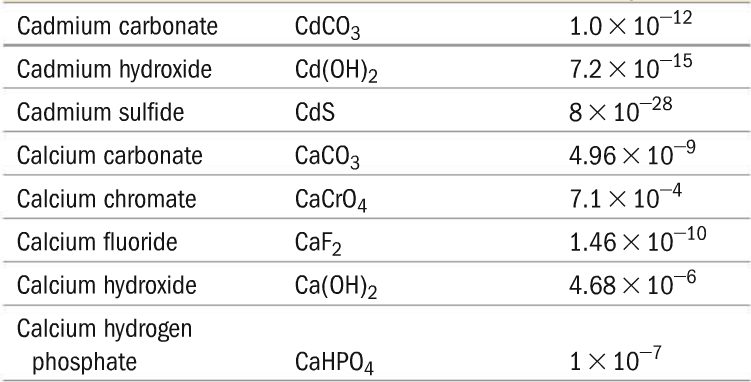 Cadmium carbonate CdCO₃ 1.0 × 10⁻¹²
Cadmium hydroxide Cd(OH)₂ 7.2 × 10⁻¹⁵
Cadmium sulfide CdS 8 × 10⁻²⁸
Calcium carbonate CaCO₃ 4.96 × 10⁻⁹
Calcium chromate CaCrO₄ 7.1 × 10⁻⁴
Calcium fluoride CaF₂ 1.46 × 10⁻¹⁰
Calcium hydroxide Ca(OH)₂ 4.68 × 10⁻⁶
Calcium hydrogen
phosphate CaHPO₄ 1 × 10⁻⁷